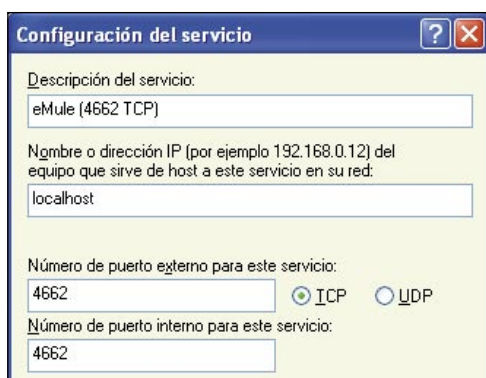 Configuración del servicio
Descripción del servicio:
eMule (4662 TCP)
Nombre o dirección IP (por ejemplo 192.168.0.12) del
equipo que sirve de host a este servicio en su red:
localhost
Número de puerto externo para este servicio:
4662
TCP
UDP
Número de puerto interno para este servicio:
4662